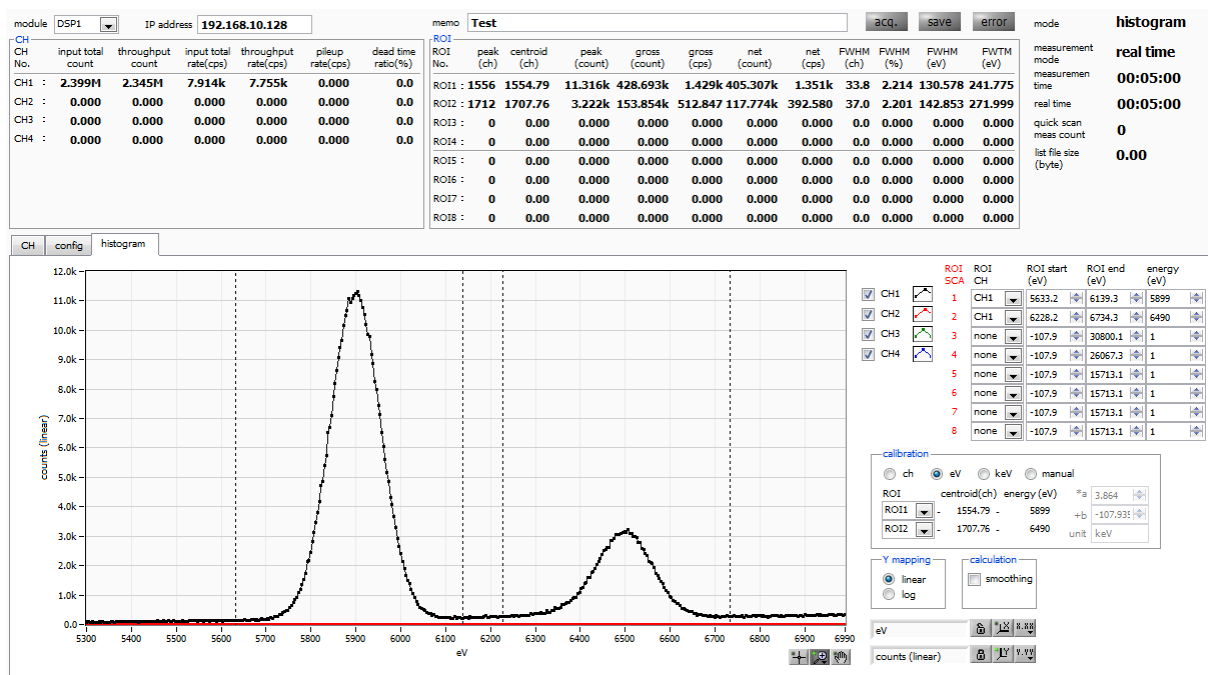 module DSP1 IP address 192.168.10.128 memo Test acq. save error mode histogram
CH
CH No. input total count throughput count input total rate(cps) throughput rate(cps) pileup rate(cps) dead time ratio(%)
CH1 : 2.399M 2.345M 7.914k 7.755k 0.000 0.0
CH2 : 0.000 0.000 0.000 0.000 0.000 0.0
CH3 : 0.000 0.000 0.000 0.000 0.000 0.0
CH4 : 0.000 0.000 0.000 0.000 0.000 0.0
ROI
ROI No. peak (ch) centroid (ch) peak (count) gross (count) gross (cps) net (count) net (cps) FWHM (ch) FWHM (%) FWHM (eV) FWTM (eV)
ROI1 : 1556 1554.79 11.316k 428.693k 1.429k 405.307k 1.351k 33.8 2.214 130.578 241.775
ROI2 : 1712 1707.76 3.222k 153.854k 512.847 117.774k 392.580 37.0 2.201 142.853 271.999
ROI3 : 0 0.00 0.000 0.000 0.000 0.000 0.000 0.0 0.000 0.000 0.000
ROI4 : 0 0.00 0.000 0.000 0.000 0.000 0.000 0.0 0.000 0.000 0.000
ROI5 : 0 0.00 0.000 0.000 0.000 0.000 0.000 0.0 0.000 0.000 0.000
ROI6 : 0 0.00 0.000 0.000 0.000 0.000 0.000 0.0 0.000 0.000 0.000
ROI7 : 0 0.00 0.000 0.000 0.000 0.000 0.000 0.0 0.000 0.000 0.000
ROI8 : 0 0.00 0.000 0.000 0.000 0.000 0.000 0.0 0.000 0.000 0.000
measurement mode real time
measuremen time 00:05:00
real time 00:05:00
quick scan meas count 0
list file size (byte) 0.00
CH config histogram
counts (linear)
12.0k
11.0k
10.0k
9.0k
8.0k
7.0k
6.0k
5.0k
4.0k
3.0k
2.0k
1.0k
0.0
5300 5400 5500 5600 5700 5800 5900 6000 6100 6200 6300 6400 6500 6600 6700 6800 6900 6990
eV
CH1
CH2
CH3
CH4
ROI SCA ROI CH ROI start (eV) ROI end (eV) energy (eV)
1 CH1 5633.2 6139.3 5899
2 CH1 6228.2 6734.3 6490
3 none -107.9 30800.1 1
4 none -107.9 26067.3 1
5 none -107.9 15713.1 1
6 none -107.9 15713.1 1
7 none -107.9 15713.1 1
8 none -107.9 15713.1 1
calibration
ch eV keV manual
ROI centroid(ch) energy (eV) *a 3.864
ROI1 - 1554.79 - 5899 +b -107.935
ROI2 - 1707.76 - 6490 unit keV
Y mapping
linear
log
calculation
smoothing
eV X X.XX
counts (linear) Y Y.YY